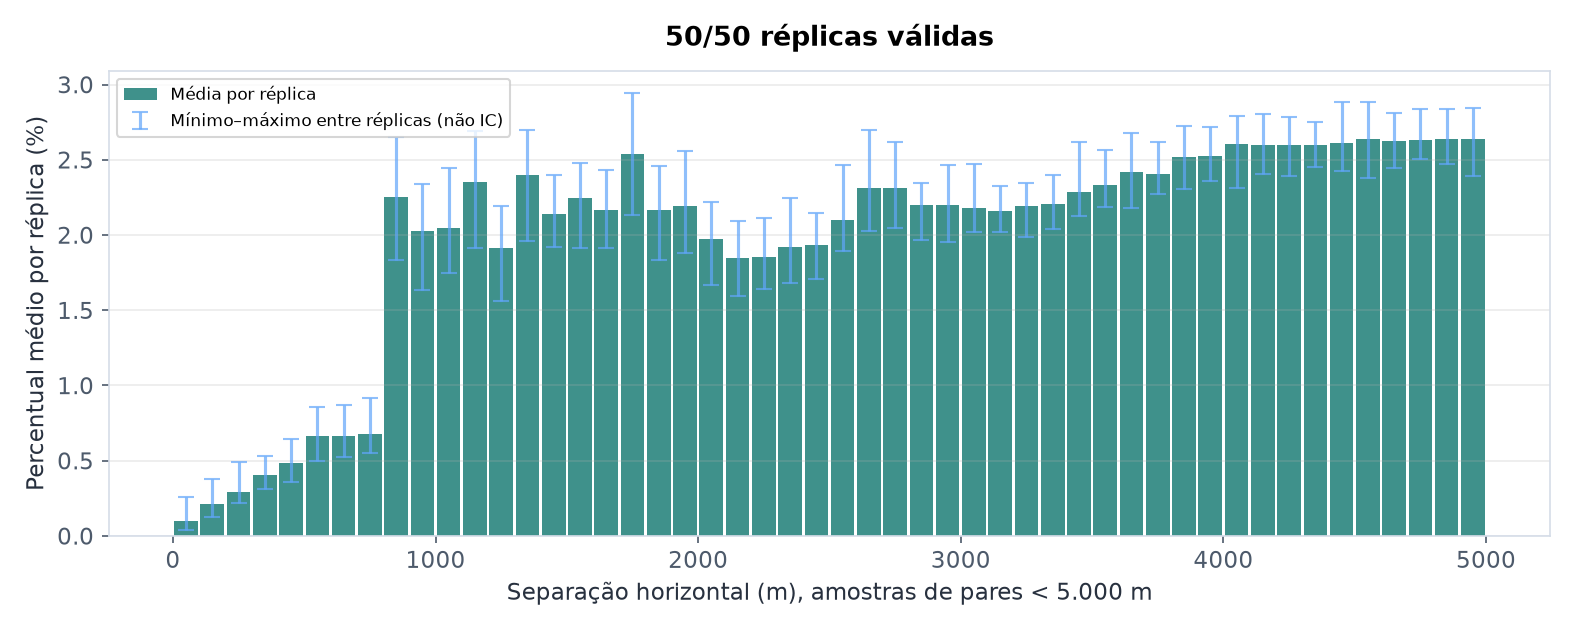 50/50 réplicas válidas
Média por réplica
Mínimo–máximo entre réplicas (não IC)
Percentual médio por réplica (%)
3.0
2.5
2.0
1.5
1.0
0.5
0.0
0 1000 2000 3000 4000 5000
Separação horizontal (m), amostras de pares < 5.000 m